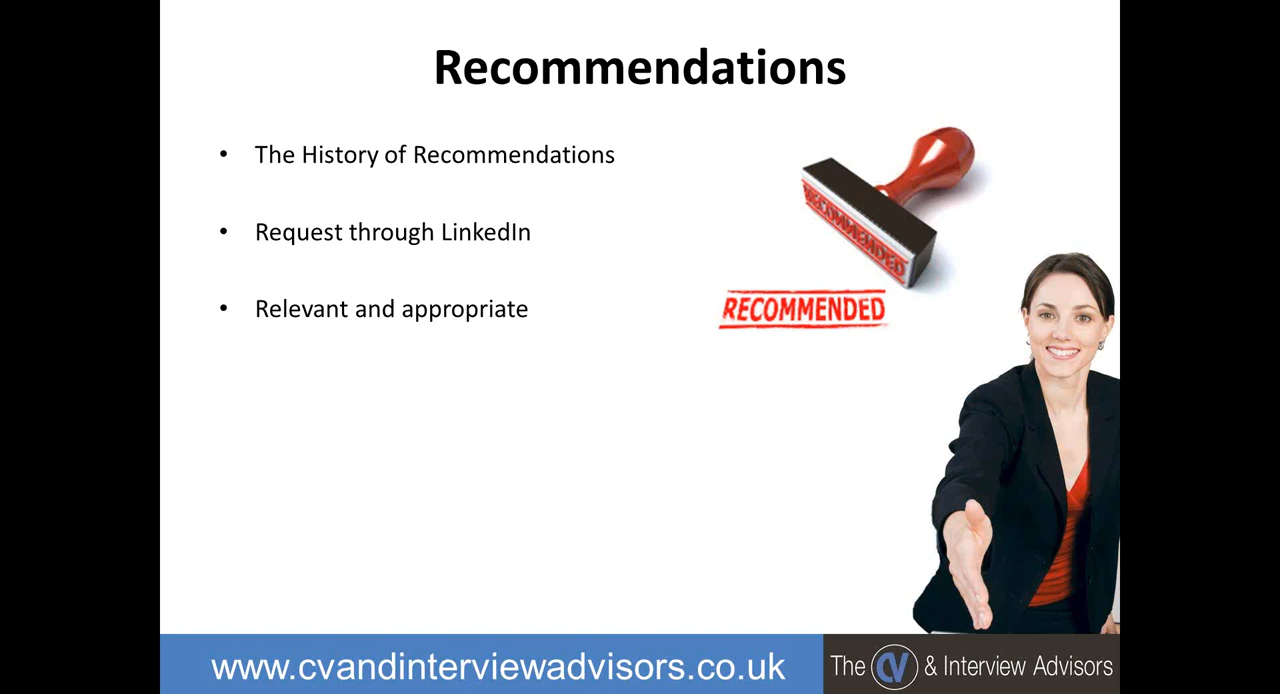 Recommendations
• The History of Recommendations
• Request through LinkedIn
• Relevant and appropriate
RECOMMENDED
RECOMMENDED
www.cvandinterviewadvisors.co.uk
The CV & Interview Advisors